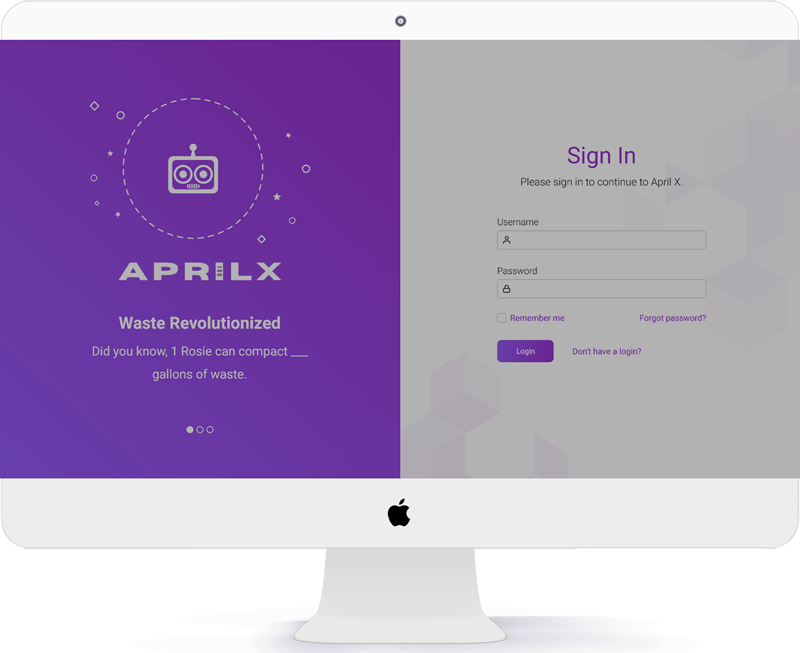 APRILX
Waste Revolutionized
Did you know, 1 Rosie can compact ___
gallons of waste.
Sign In
Please sign in to continue to April X.
Username
Password
Remember me
Forgot password?
Login
Don't have a login?